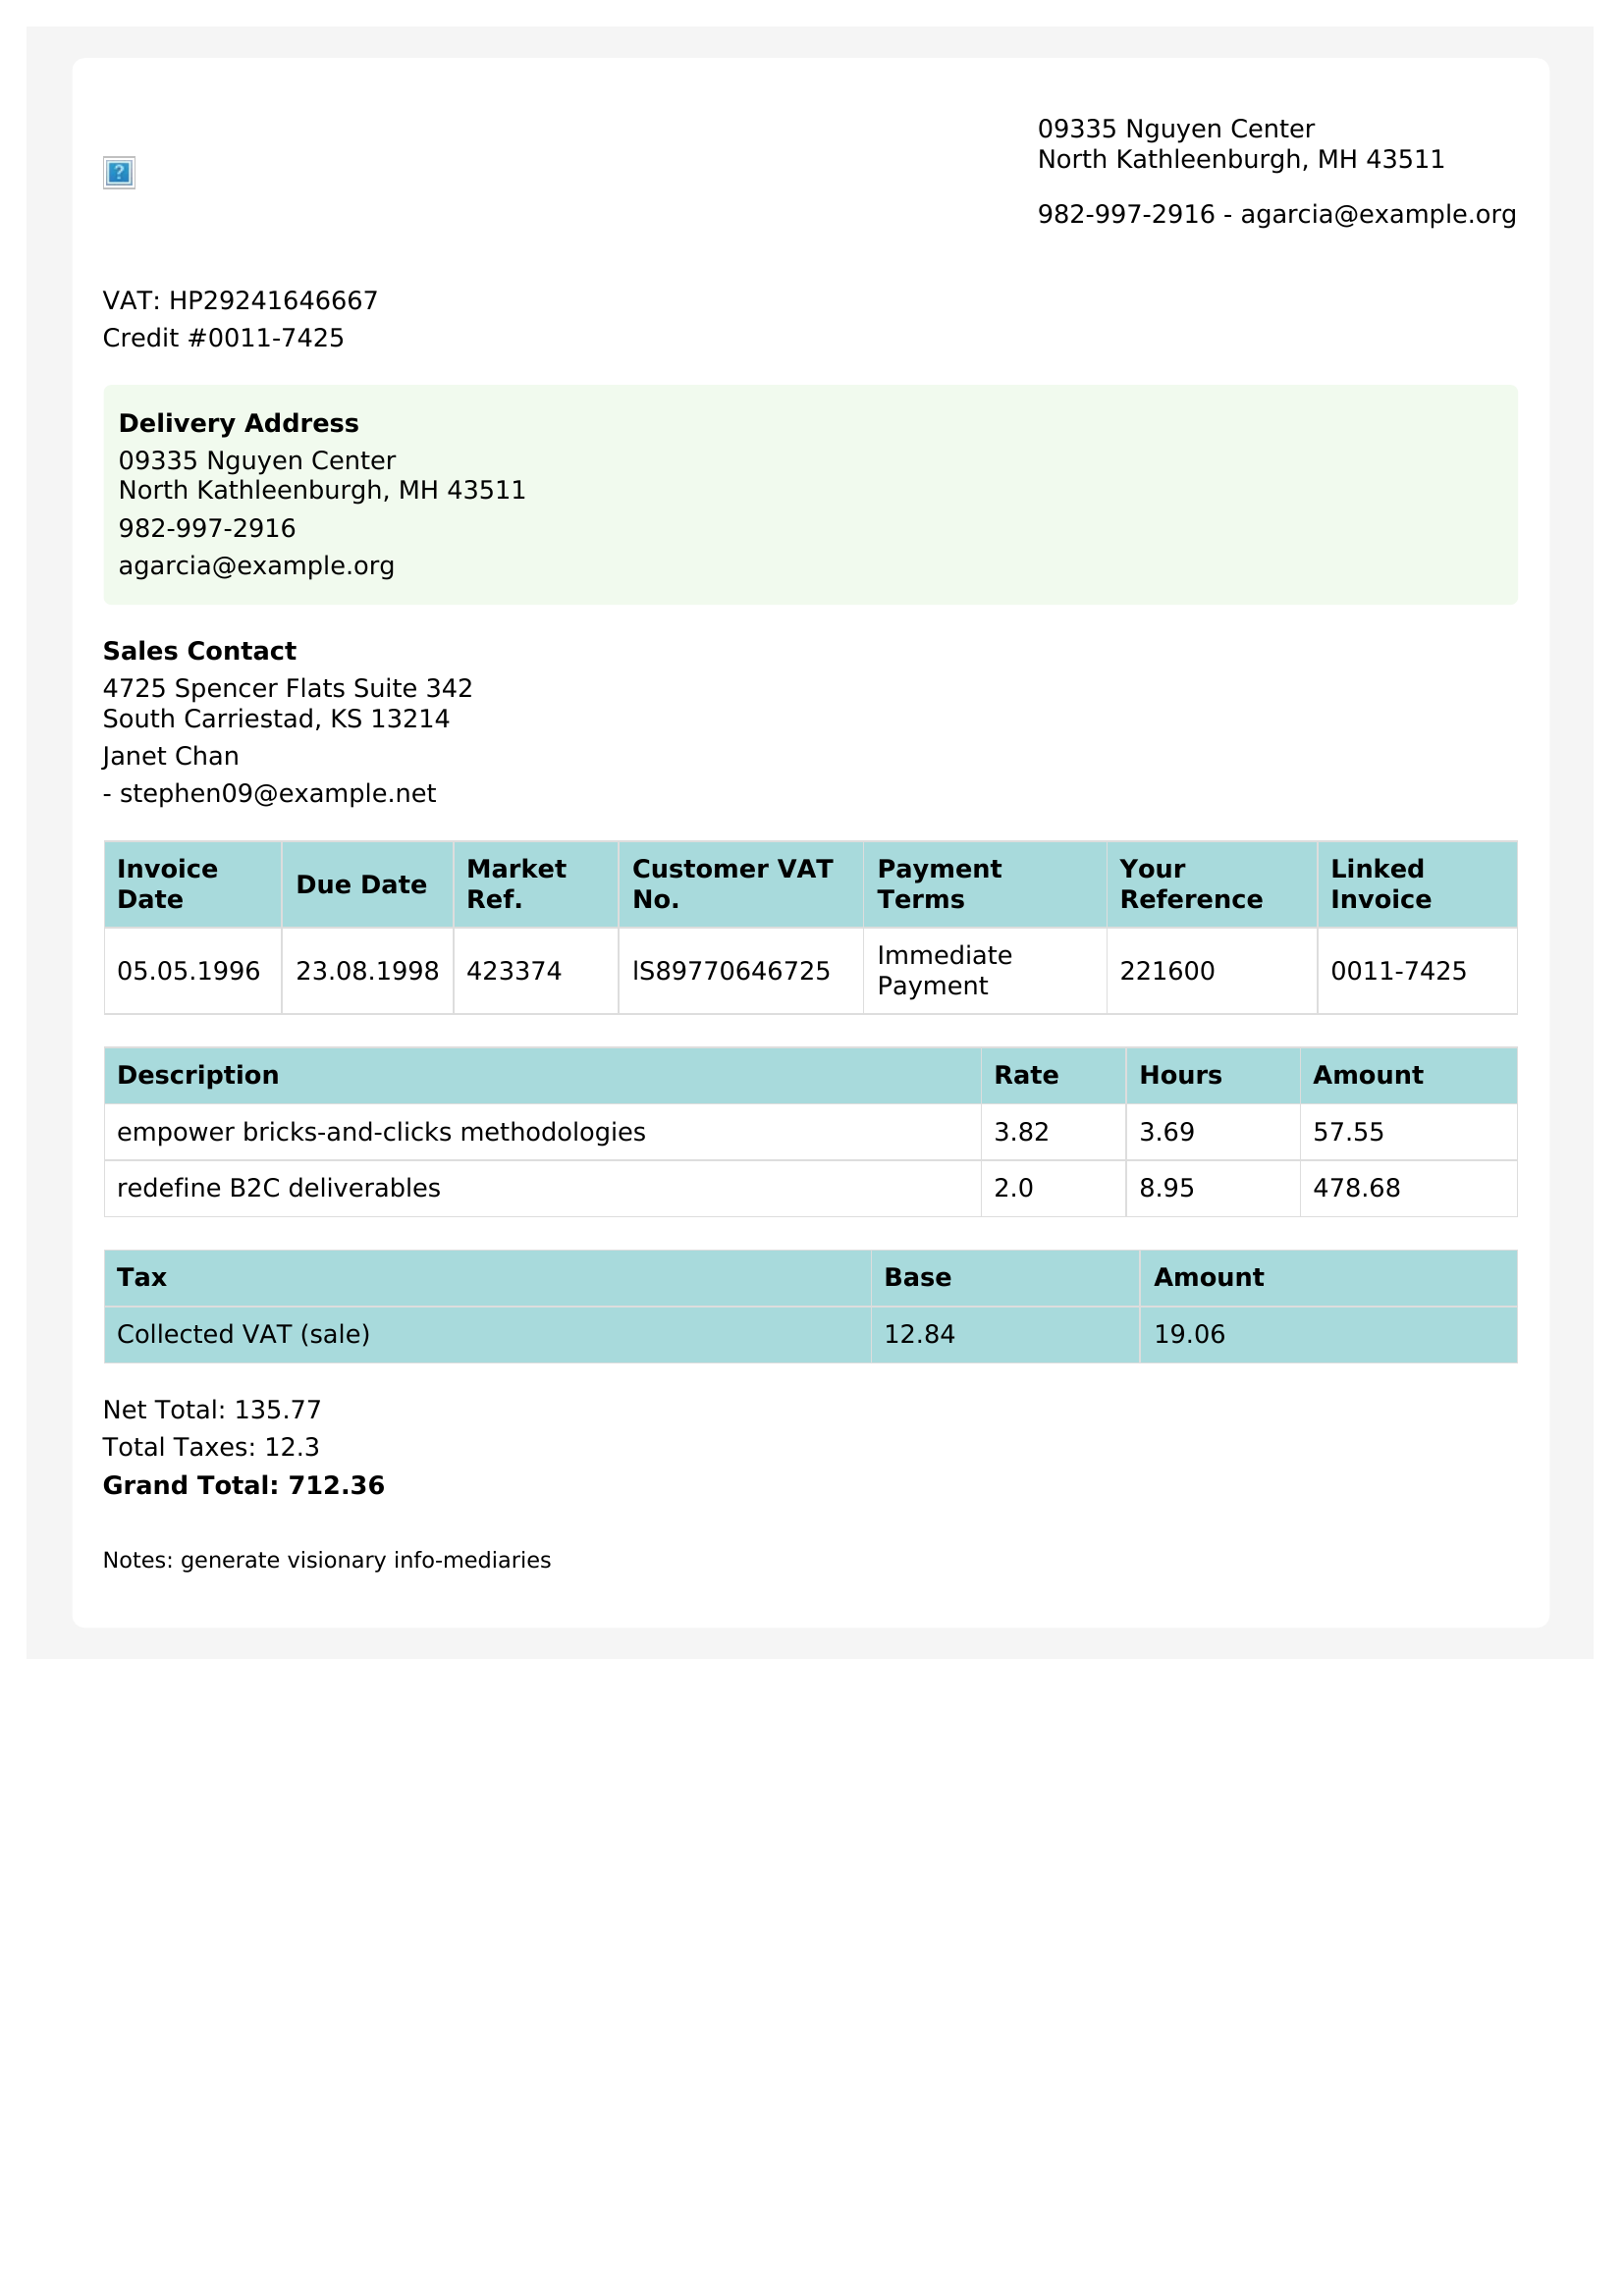 09335 Nguyen Center
North Kathleenburgh, MH 43511
982-997-2916 - agarcia@example.org
VAT: HP29241646667
Credit #0011-7425
Delivery Address
09335 Nguyen Center
North Kathleenburgh, MH 43511
982-997-2916
agarcia@example.org
Sales Contact
4725 Spencer Flats Suite 342
South Carriestad, KS 13214
Janet Chan
- stephen09@example.net
Invoice Date Due Date Market Ref. Customer VAT No. Payment Terms Your Reference Linked Invoice
05.05.1996 23.08.1998 423374 lS89770646725 Immediate Payment 221600 0011-7425
Description Rate Hours Amount
empower bricks-and-clicks methodologies 3.82 3.69 57.55
redefine B2C deliverables 2.0 8.95 478.68
Tax Base Amount
Collected VAT (sale) 12.84 19.06
Net Total: 135.77
Total Taxes: 12.3
Grand Total: 712.36
Notes: generate visionary info-mediaries